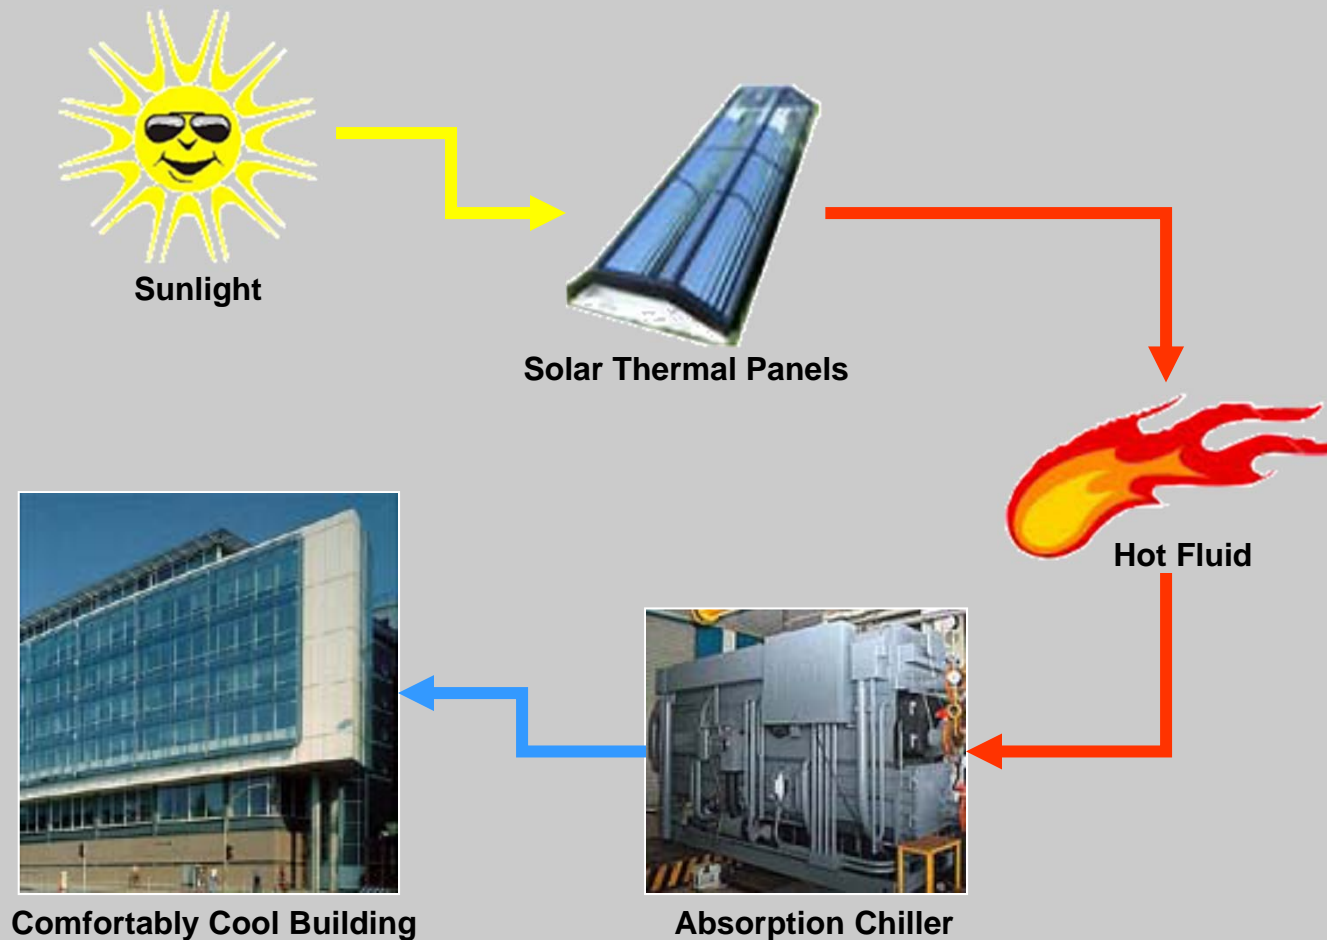 Sunlight
Solar Thermal Panels
Hot Fluid
Comfortably Cool Building
Absorption Chiller